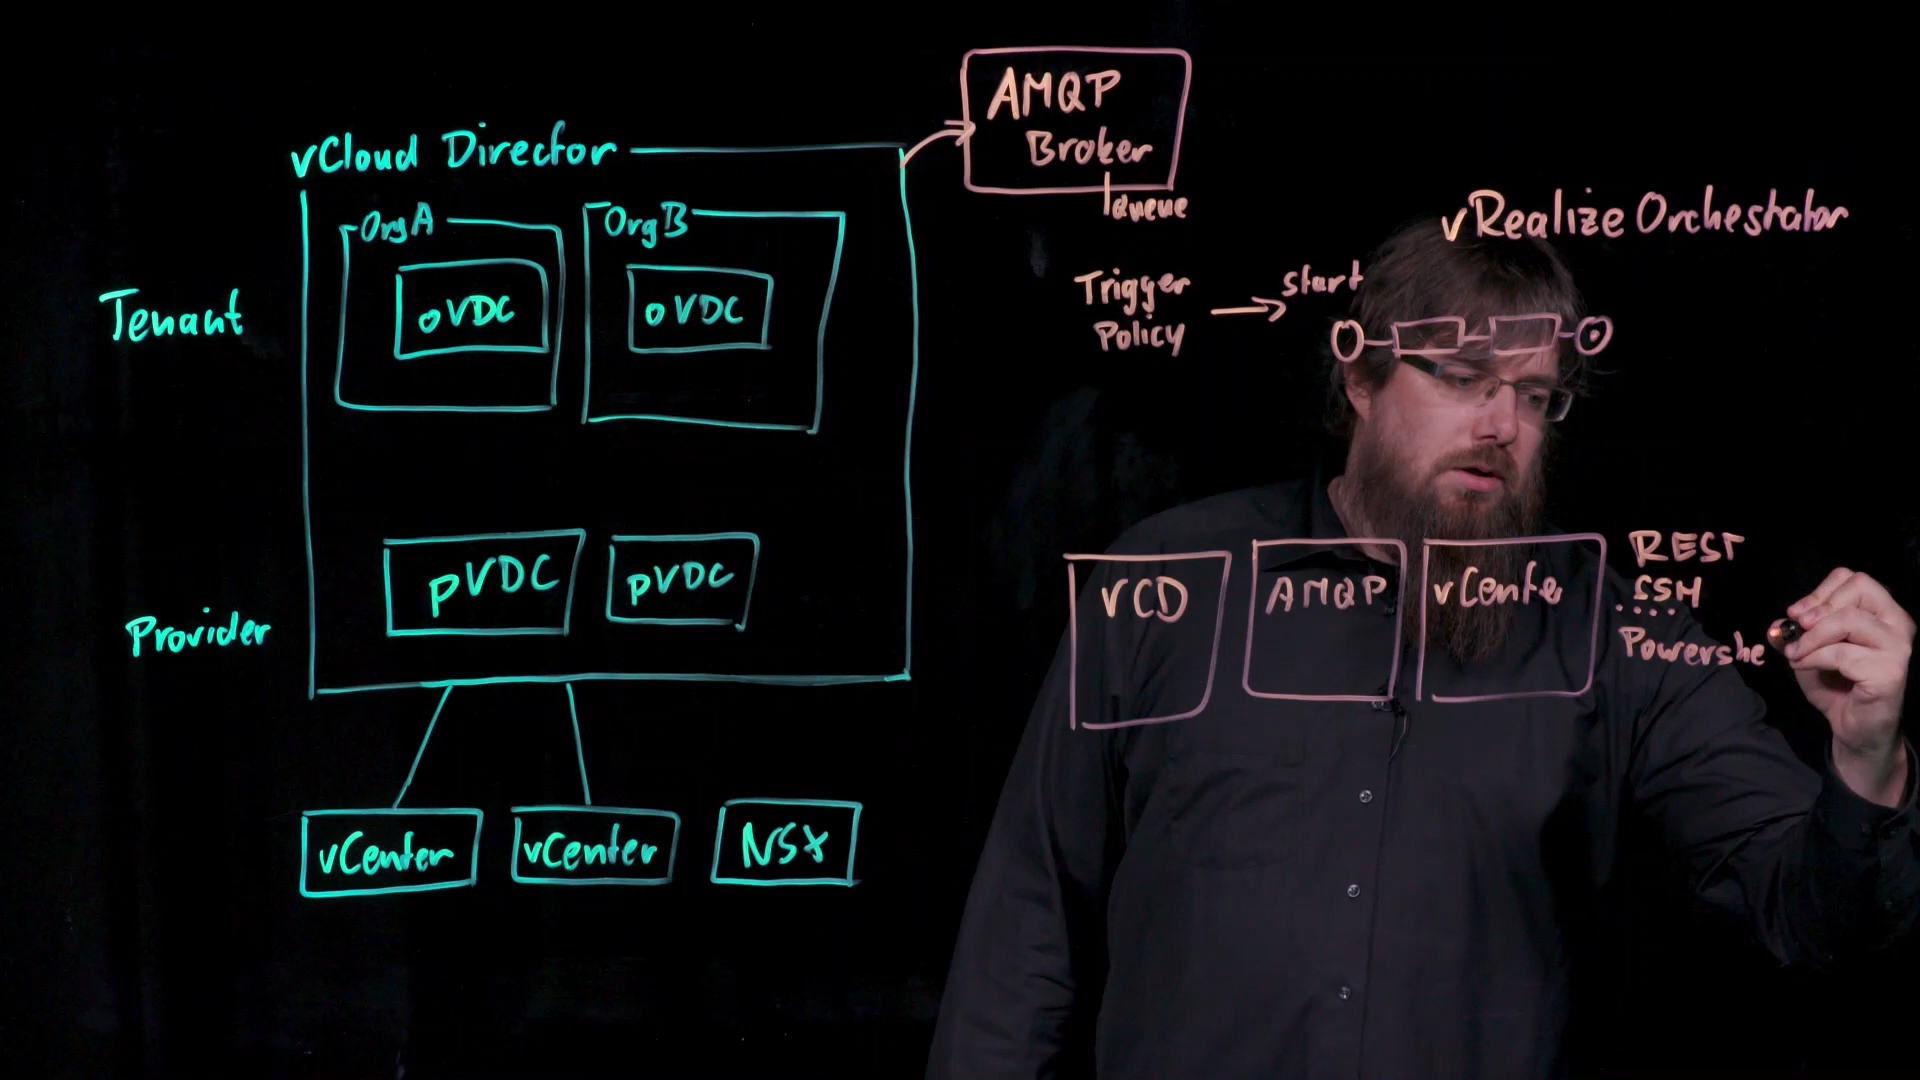 vCloud Director
OrgA
OrgB
oVDC
oVDC
Tenant
pVDC
pVDC
Provider
vCenter
vCenter
NSX
AMQP
Broker
queue
vRealize Orchestrator
Trigger
Policy
start
VCD
AMQP
vCenter
REST
SSH
....
Powershe